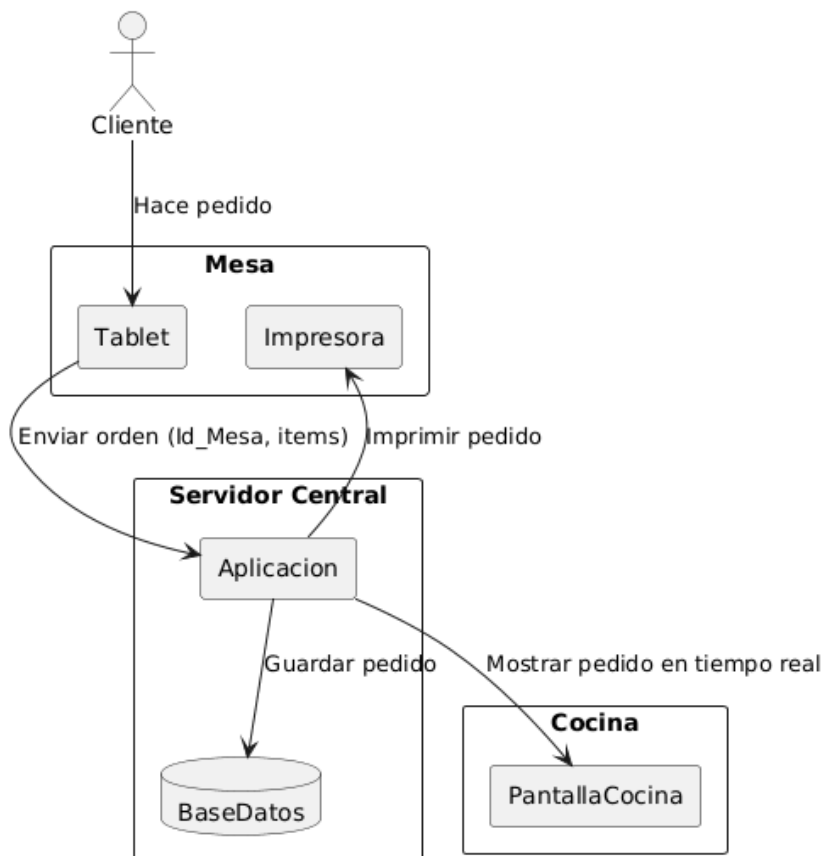 Cliente
Hace pedido
Mesa
Tablet
Impresora
Enviar orden (Id_Mesa, items)
Imprimir pedido
Servidor Central
Aplicacion
Guardar pedido
Mostrar pedido en tiempo real
Cocina
PantallaCocina
BaseDatos